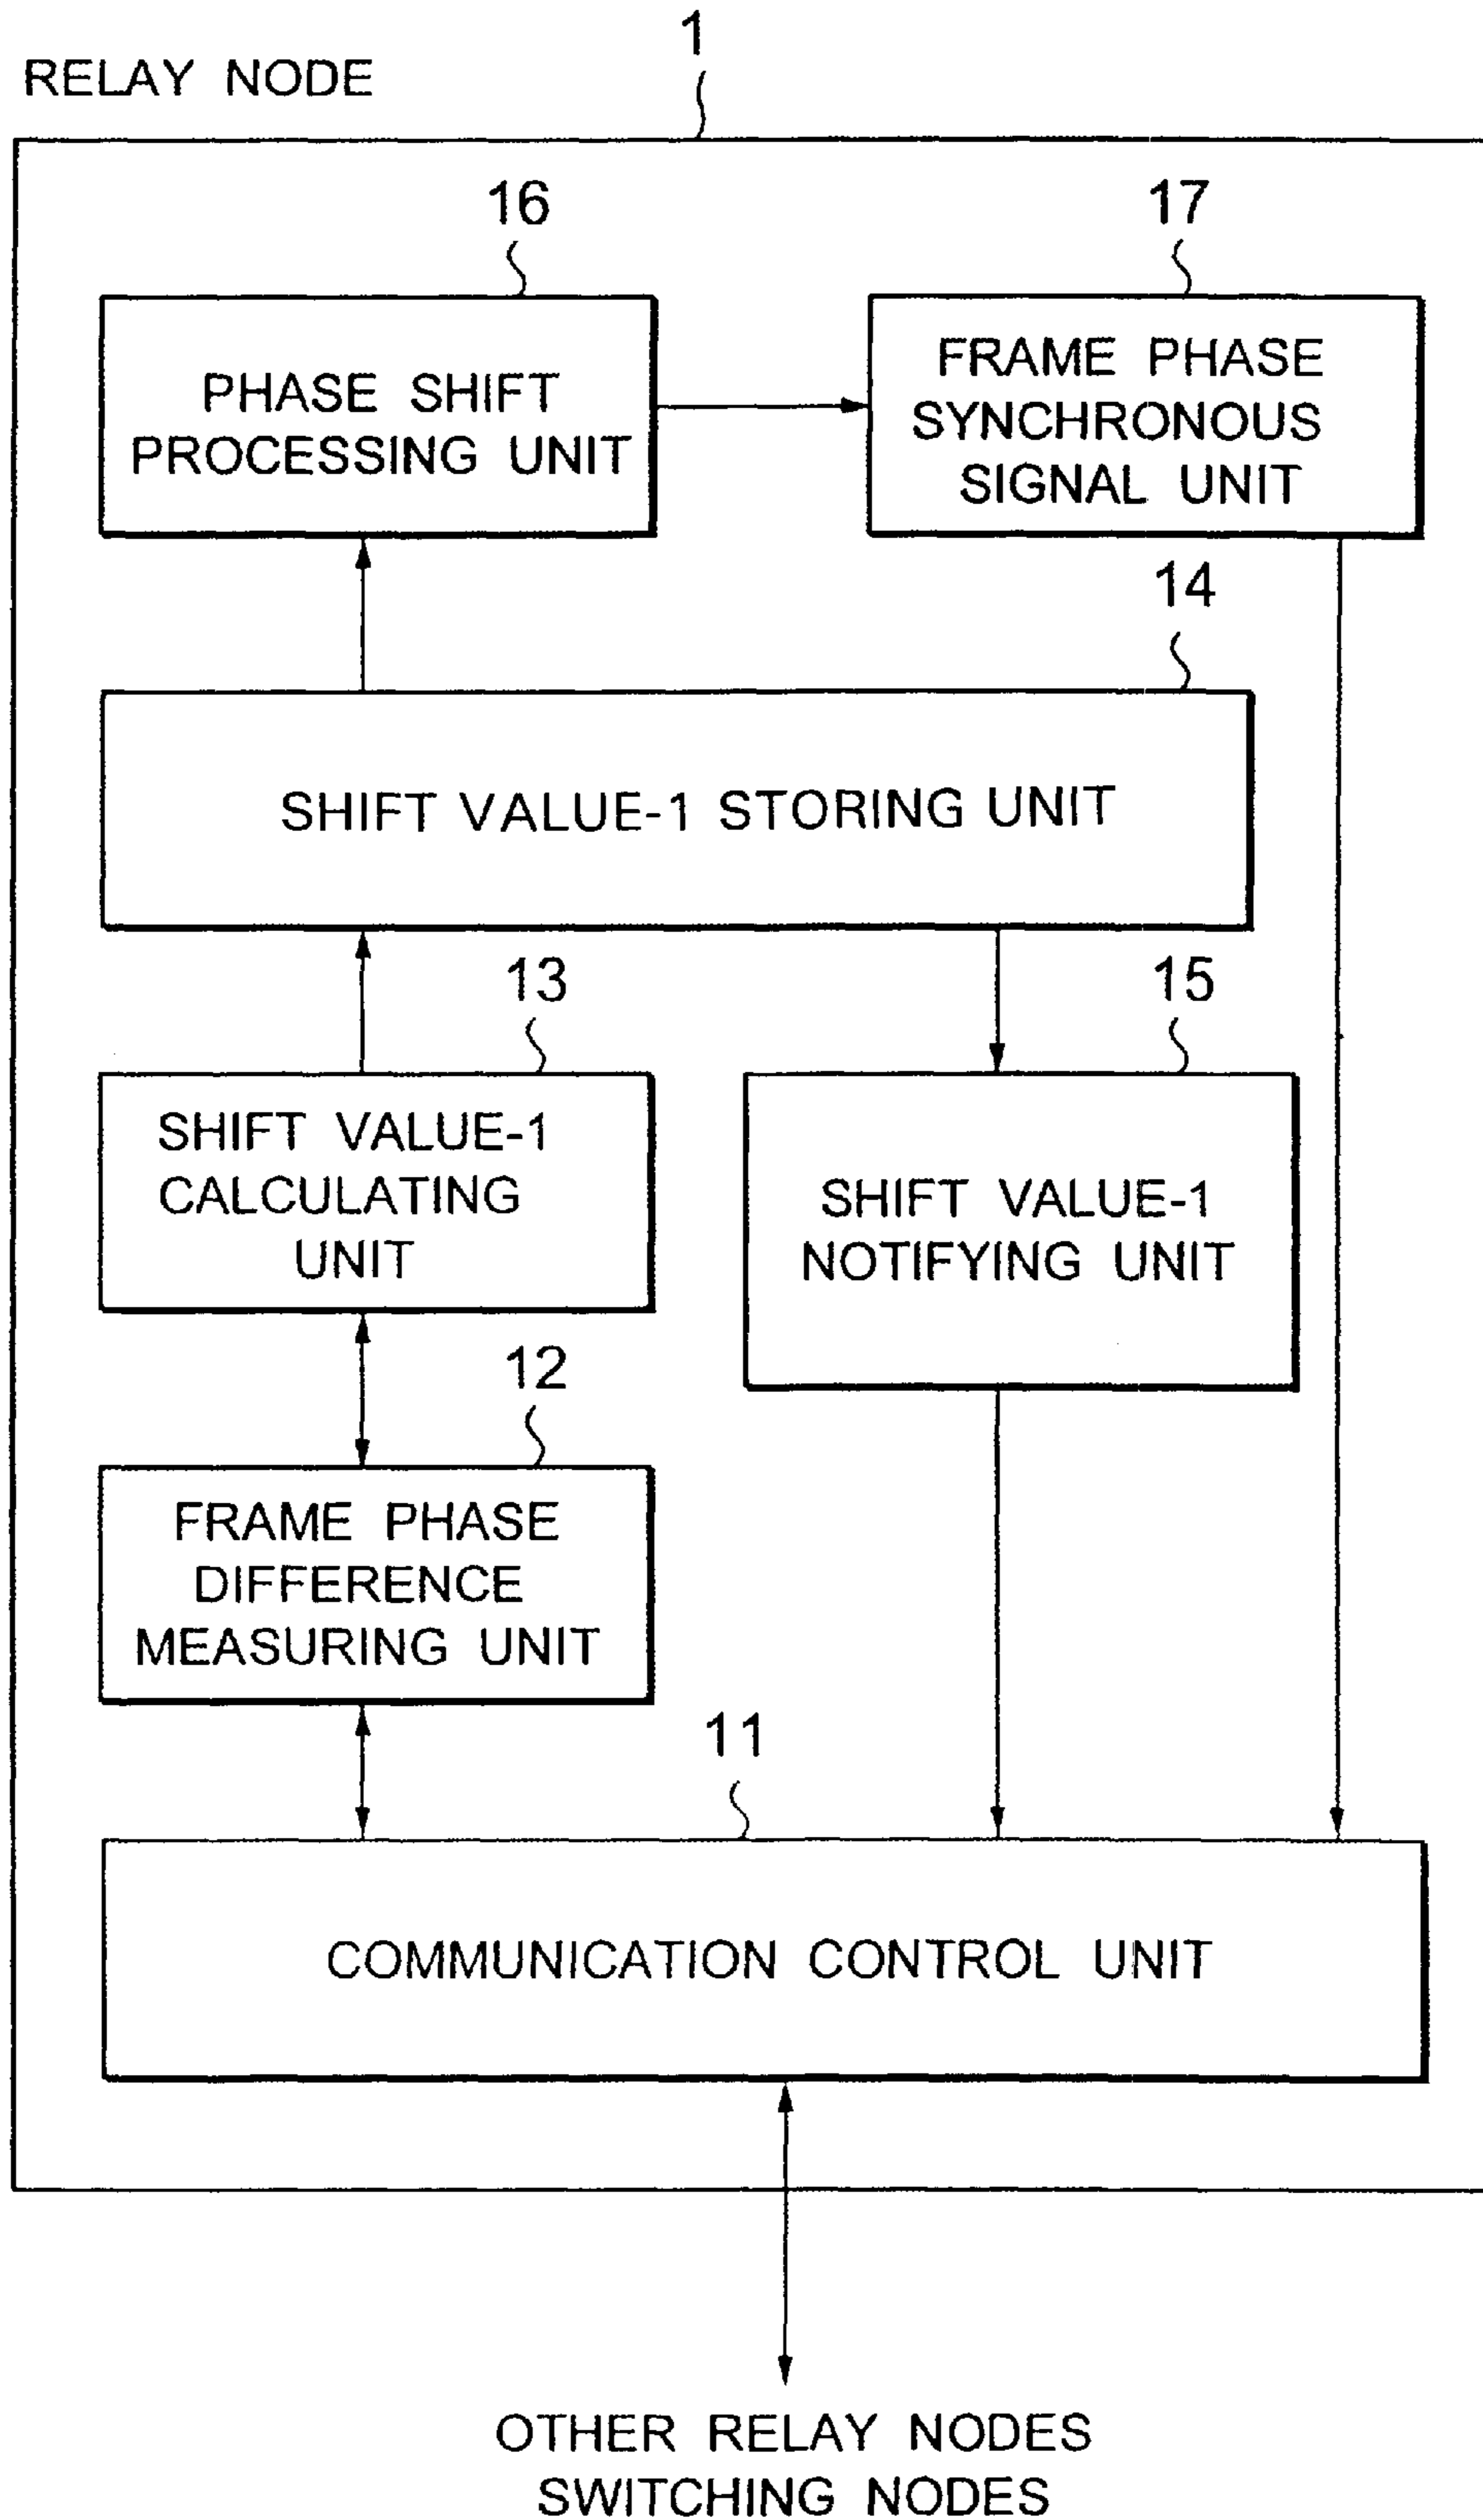 1
RELAY NODE
16
17
PHASE SHIFT
PROCESSING UNIT
FRAME PHASE
SYNCHRONOUS
SIGNAL UNIT
14
SHIFT VALUE-1 STORING UNIT
13
15
SHIFT VALUE-1
CALCULATING
UNIT
SHIFT VALUE-1
NOTIFYING UNIT
12
FRAME PHASE
DIFFERENCE
MEASURING UNIT
11
COMMUNICATION CONTROL UNIT
OTHER RELAY NODES
SWITCHING NODES